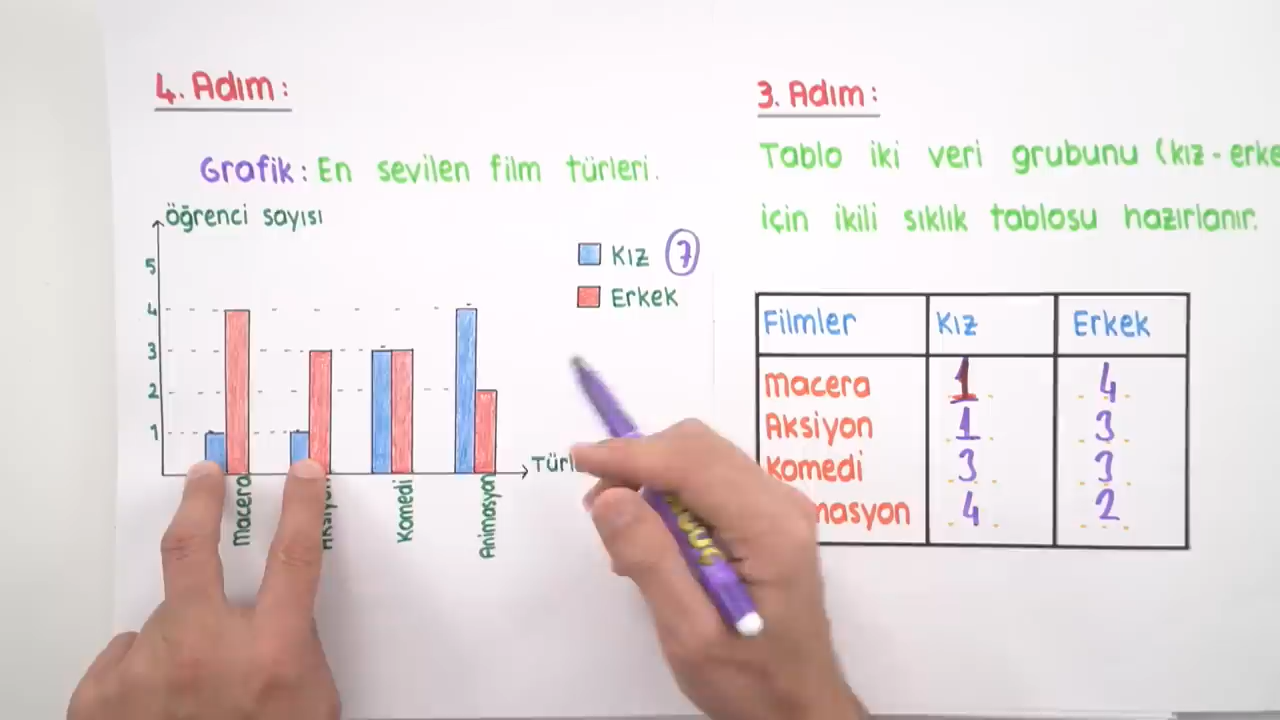 4. Adım:
Grafik: En sevilen film türleri.
öğrenci sayısı
5
4
3
2
1
Kız 7
Erkek
Macera
Komedi
Animasyon
3. Adım:
Tablo iki veri grubunu (kız - erke
için ikili sıklık tablosu hazırlanır.
Filmler Kız Erkek
Macera 1 4
Aksiyon 1 3
Komedi 3 3
masyon 4 2